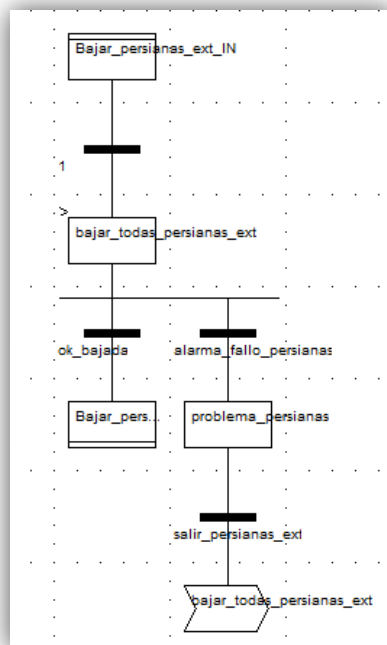 Bajar_persianas_ext_IN
1
>
bajar_todas_persianas_ext
ok_bajada
alarma_fallo_persianas
Bajar_pers...
problema_persianas
salir_persianas_ext
bajar_todas_persianas_ext